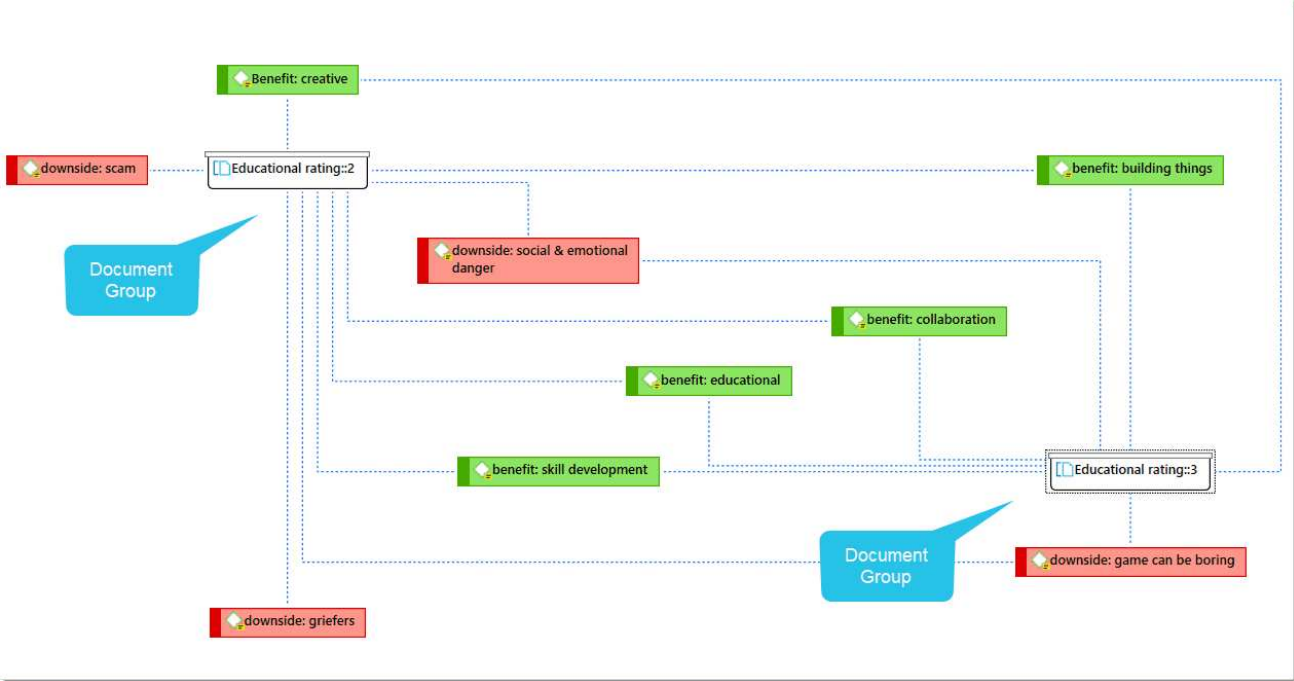 Benefit: creative
downside: scam
Educational rating::2
benefit: building things
Document
Group
downside: social & emotional
danger
benefit: collaboration
benefit: educational
benefit: skill development
Educational rating::3
Document
Group
downside: game can be boring
downside: griefers